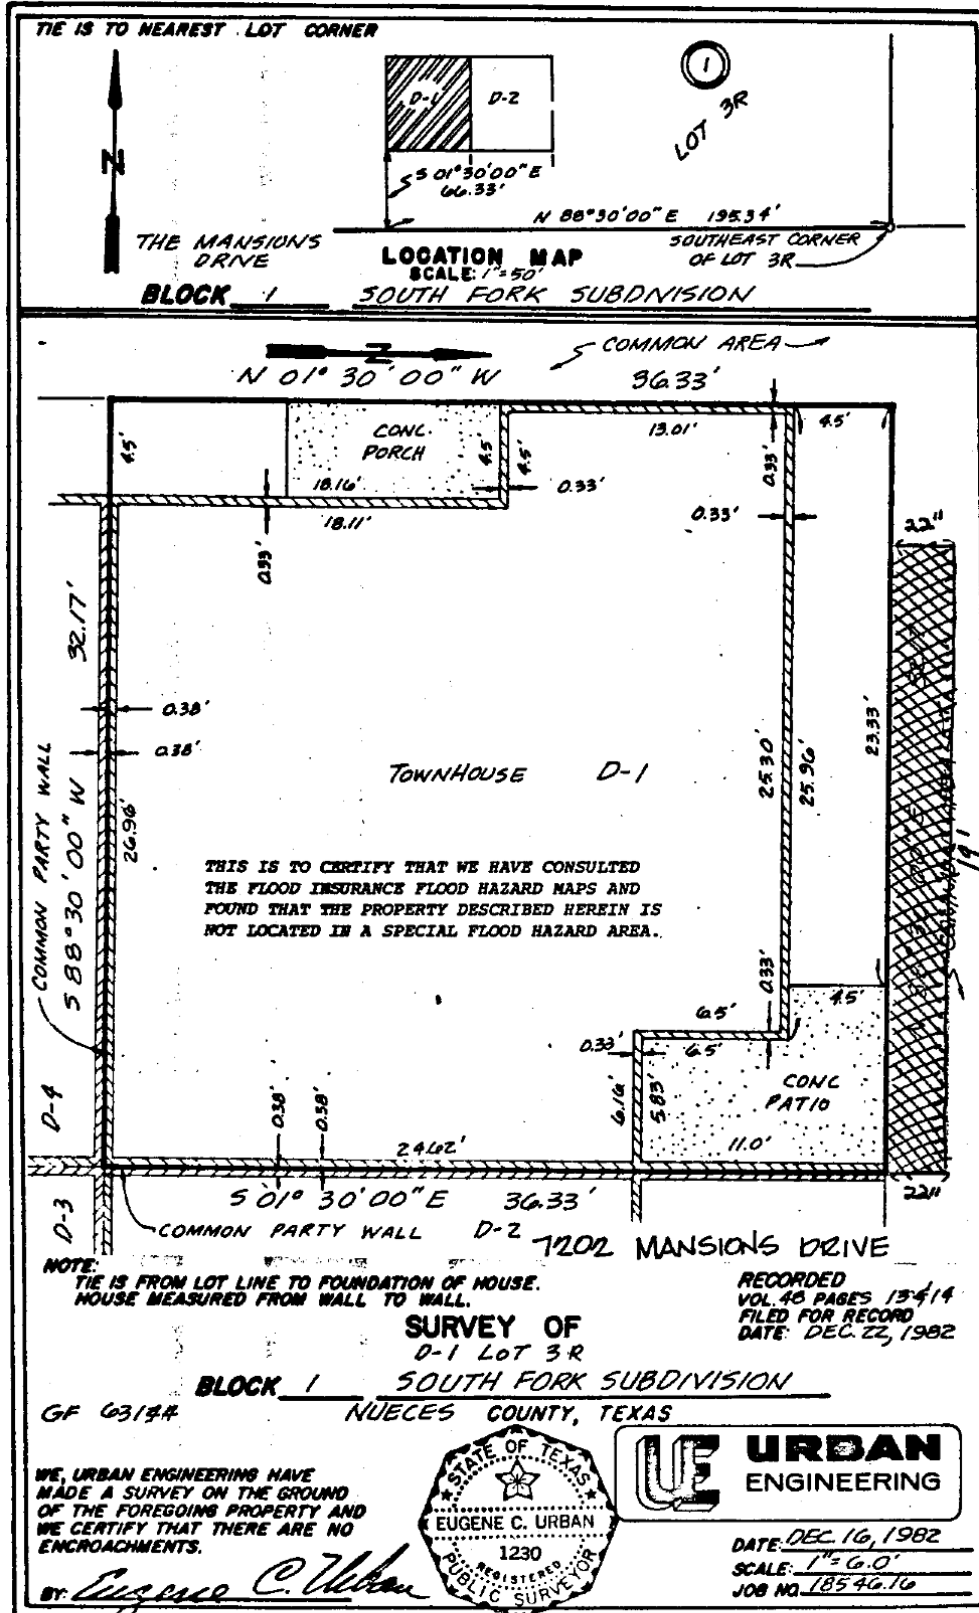 TIE IS TO NEAREST LOT CORNER
N
D-1
D-2
1
LOT 3R
S 01°30'00" E
66.33'
N 88°30'00" E 195.34'
THE MANSIONS
DRIVE
LOCATION MAP
SCALE: 1"=50'
SOUTHEAST CORNER
OF LOT 3R
BLOCK 1 SOUTH FORK SUBDIVISION
N
COMMON AREA
N 01° 30' 00" W 36.33'
4.5'
CONC.
PORCH
4.5'
4.5'
13.01'
4.5'
0.33'
18.16'
0.33'
18.11'
0.33'
0.33'
22"
32.17'
0.38'
0.38'
COMMON PARTY WALL
S 88° 30' 00" W
26.96'
TOWNHOUSE D-1
25.30'
25.96'
23.33'
19'
THIS IS TO CERTIFY THAT WE HAVE CONSULTED
THE FLOOD INSURANCE FLOOD HAZARD MAPS AND
FOUND THAT THE PROPERTY DESCRIBED HEREIN IS
NOT LOCATED IN A SPECIAL FLOOD HAZARD AREA.
0.33'
4.5'
6.5'
0.33'
6.5'
6.16'
5.83'
CONC
PATIO
D-4
0.38'
0.38'
24.62'
11.0'
S 01° 30' 00" E 36.33'
22"
D-3
COMMON PARTY WALL D-2
7202 MANSIONS DRIVE
NOTE:
TIE IS FROM LOT LINE TO FOUNDATION OF HOUSE.
HOUSE MEASURED FROM WALL TO WALL.
RECORDED
VOL. 46 PAGES 13 & 14
FILED FOR RECORD
DATE: DEC. 22, 1982
SURVEY OF
D-1 LOT 3R
BLOCK 1 SOUTH FORK SUBDIVISION
GF NUECES COUNTY, TEXAS
WE, URBAN ENGINEERING HAVE
MADE A SURVEY ON THE GROUND
OF THE FOREGOING PROPERTY AND
WE CERTIFY THAT THERE ARE NO
ENCROACHMENTS.
BY: Eugene C. Urban
STATE OF TEXAS
EUGENE C. URBAN
1230
REGISTERED
PUBLIC SURVEYOR
UE URBAN
ENGINEERING
DATE: DEC. 16, 1982
SCALE: 1"=6.0'
JOB NO. 18546.16